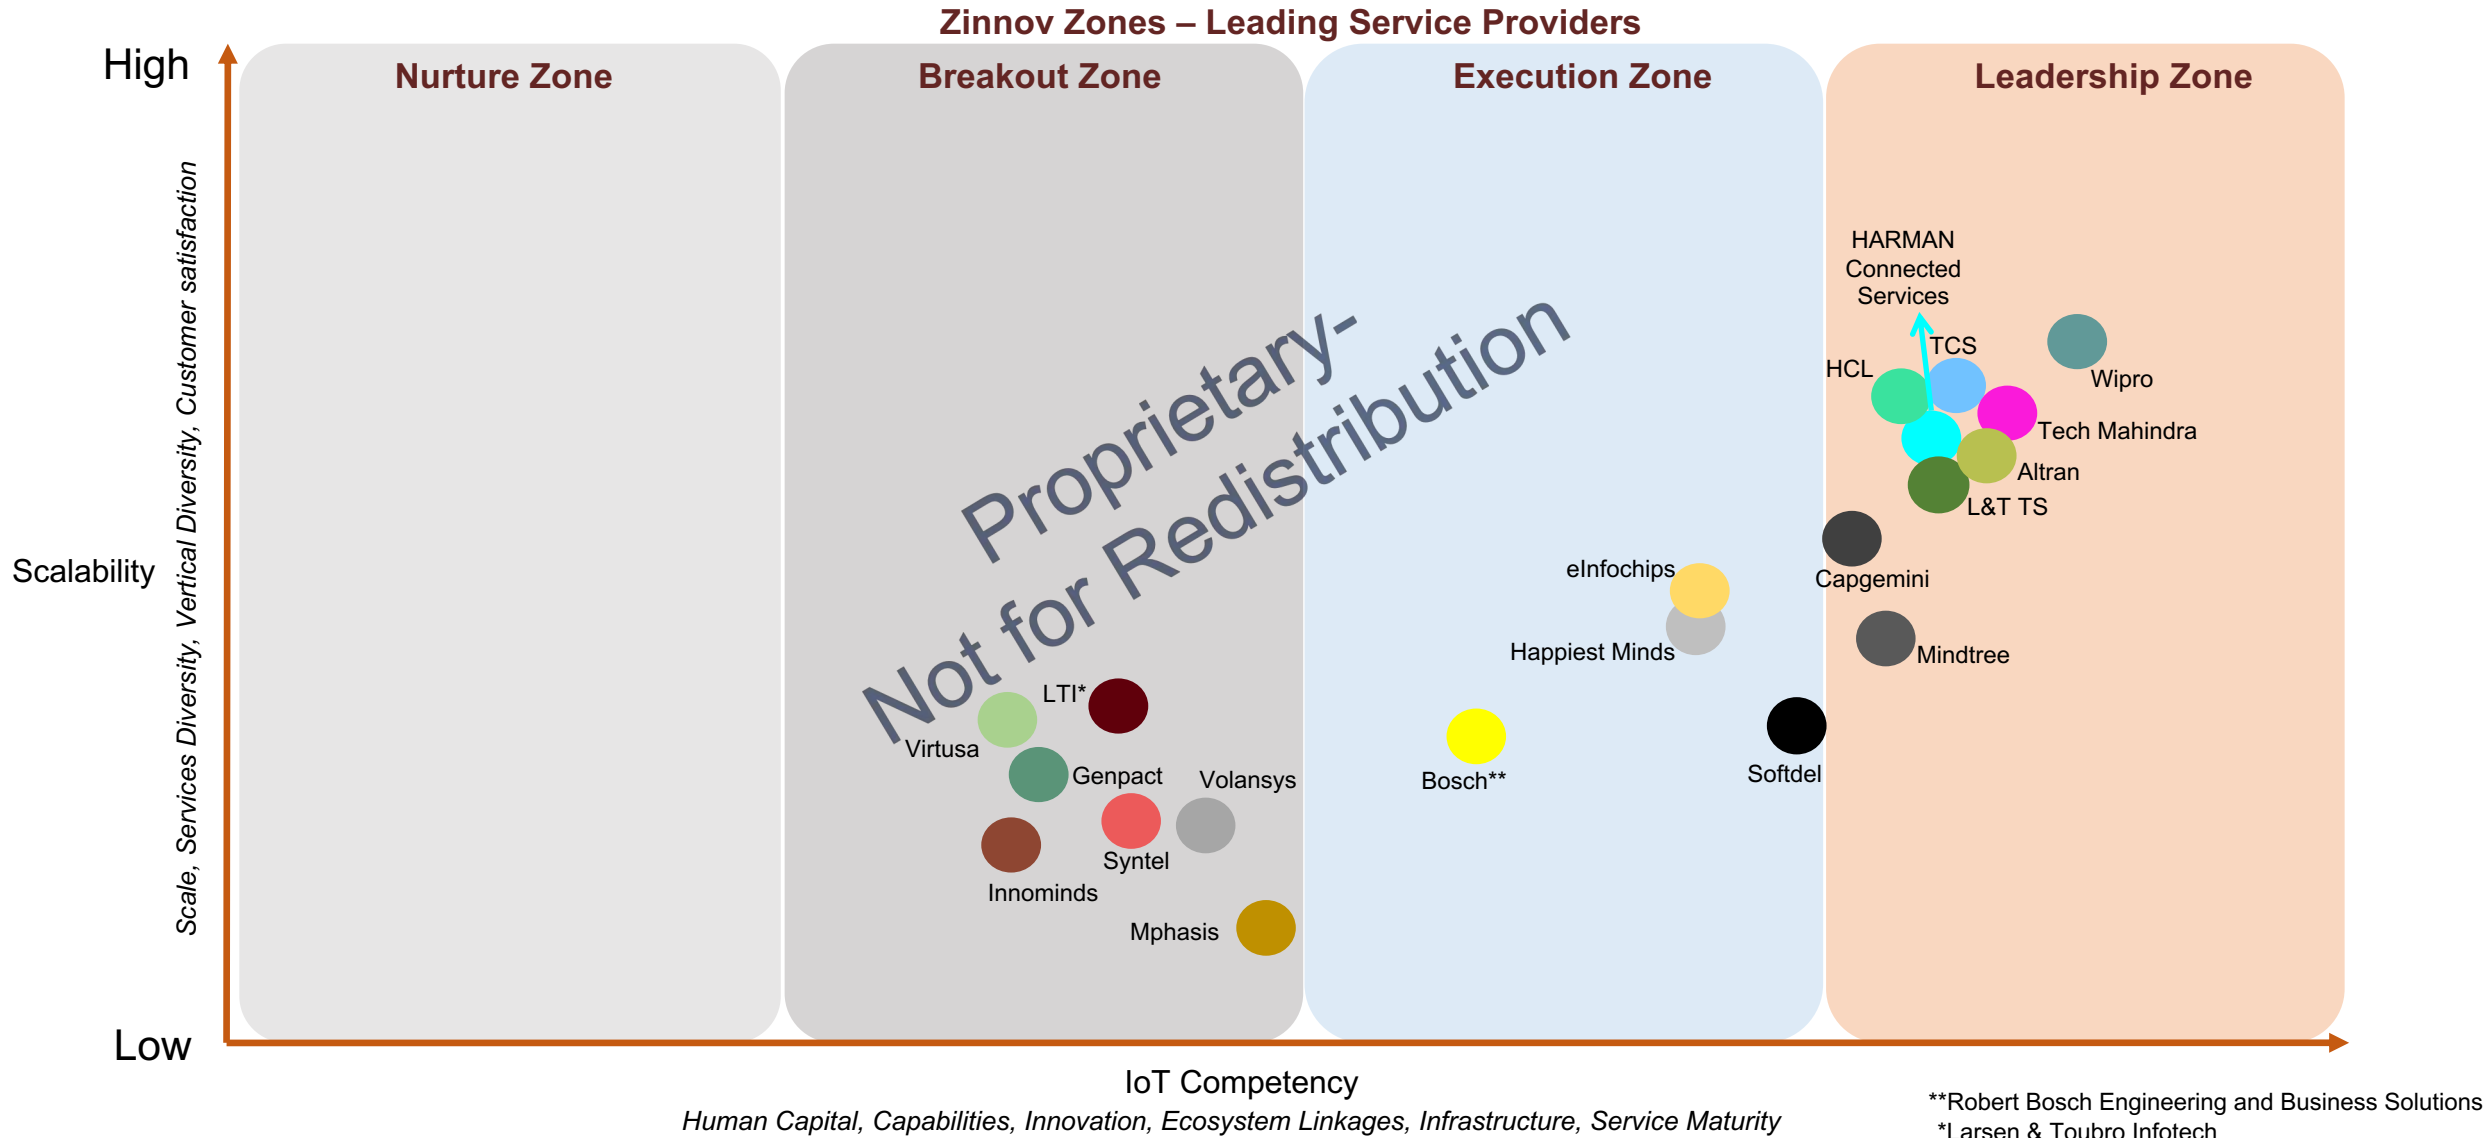 Zinnov Zones – Leading Service Providers
High
Nurture Zone
Breakout Zone
Execution Zone
Leadership Zone
HARMAN
Connected
Services
TCS
HCL
Wipro
Tech Mahindra
Altran
L&T TS
Capgemini
Mindtree
eInfochips
Happiest Minds
Softdel
Bosch**
LTI*
Virtusa
Genpact
Volansys
Syntel
Innominds
Mphasis
Proprietary-
Not for Redistribution
Scalability
Scale, Services Diversity, Vertical Diversity, Customer satisfaction
Low
IoT Competency
Human Capital, Capabilities, Innovation, Ecosystem Linkages, Infrastructure, Service Maturity
**Robert Bosch Engineering and Business Solutions
*Larsen & Toubro Infotech